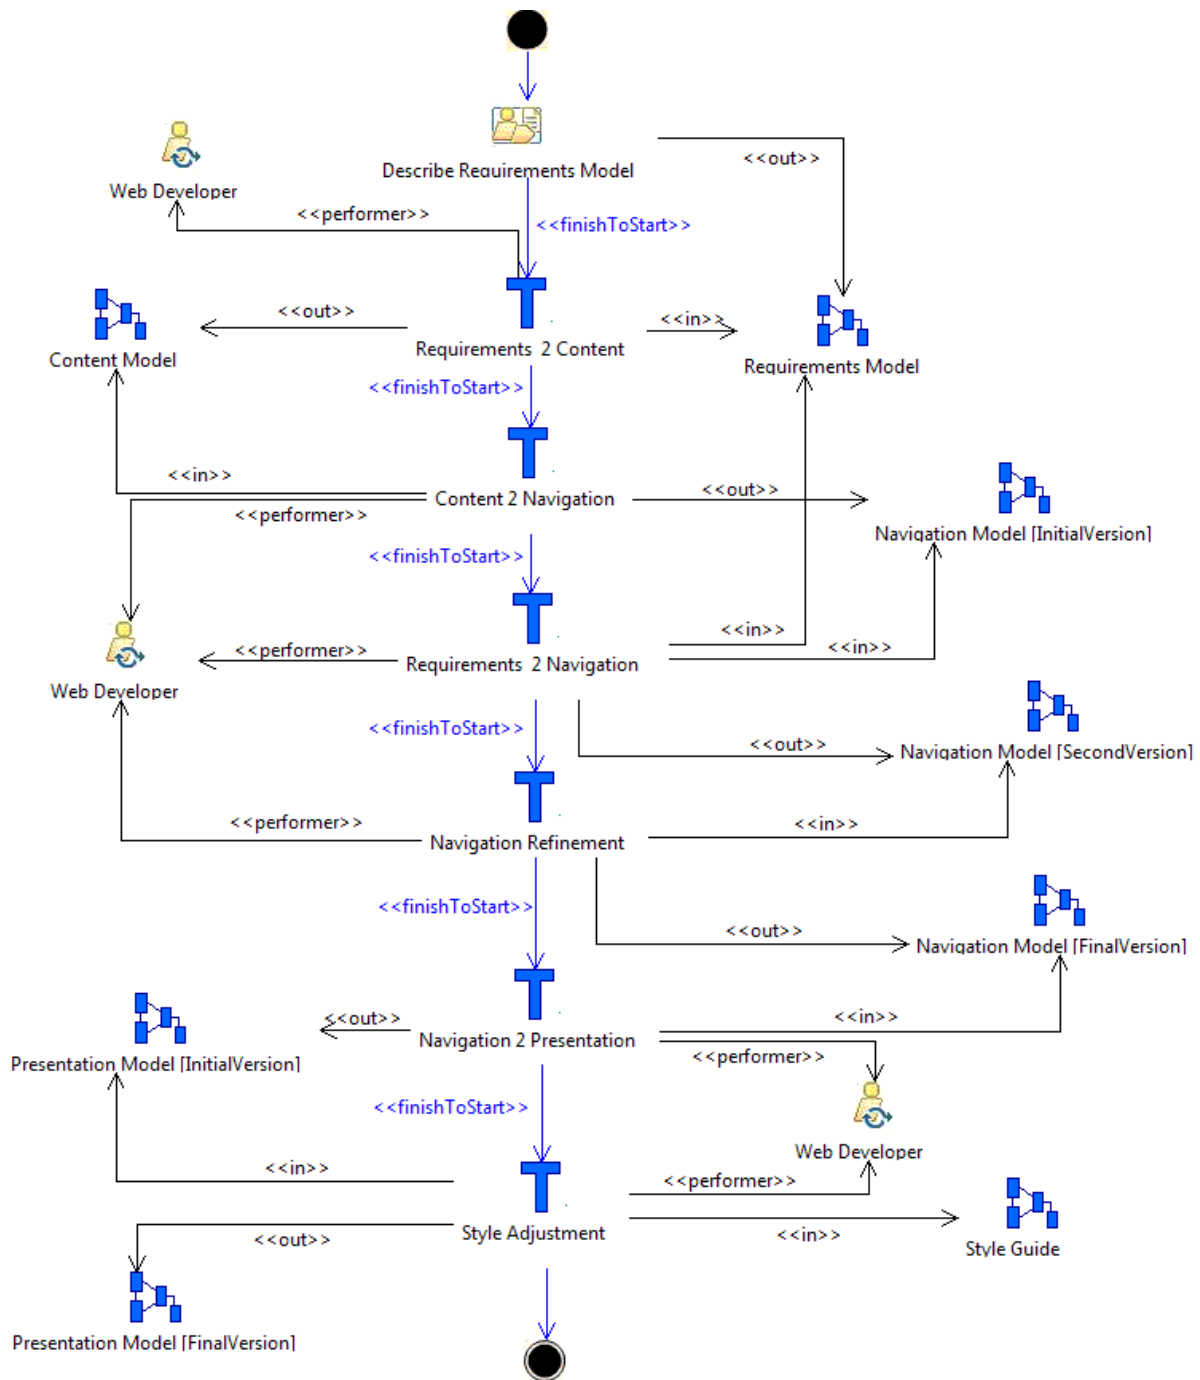 <<out>>
Describe Requirements Model
Web Developer
<<performer>>
<<finishToStart>>
<<out>>
<<in>>
Requirements 2 Content
Content Model
Requirements Model
<<finishToStart>>
<<in>>
<<out>>
Content 2 Navigation
<<performer>>
Navigation Model [InitialVersion]
<<finishToStart>>
<<in>>
<<performer>>
<<in>>
Requirements 2 Navigation
Web Developer
<<finishToStart>>
<<out>>
Navigation Model [SecondVersion]
<<performer>>
<<in>>
Navigation Refinement
<<finishToStart>>
<<out>>
Navigation Model [FinalVersion]
<<out>>
<<in>>
Navigation 2 Presentation
<<performer>>
Presentation Model [InitialVersion]
<<finishToStart>>
Web Developer
<<in>>
<<performer>>
Style Adjustment
<<out>>
<<in>>
Style Guide
Presentation Model [FinalVersion]